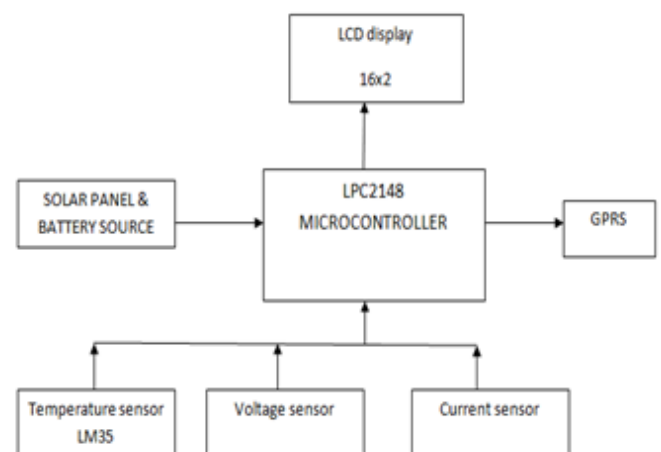 LCD display
16x2
LPC2148
MICROCONTROLLER
SOLAR PANEL &
BATTERY SOURCE
GPRS
Temperature sensor
LM35
Voltage sensor
Current sensor